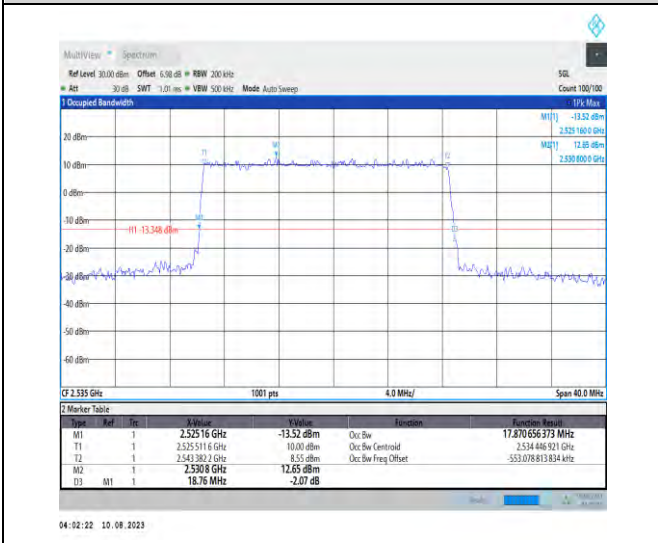 MultiView Spectrum
Ref Level 30.00 dBm Offset 6.98 dB RBW 200 kHz SGL
Att 30 dB SWT 1.01 ms VBW 500 kHz Mode Auto Sweep Count 100/100
1 Occupied Bandwidth 1Pk Max
M1[1] -13.52 dBm
2.525 160 0 GHz
M2[1] 12.65 dBm
2.530 800 0 GHz
20 dBm
T1 M2 T2
10 dBm
0 dBm
-10 dBm
M1
H1 -13.348 dBm
-20 dBm
-30 dBm
-40 dBm
-50 dBm
-60 dBm
CF 2.535 GHz 1001 pts 4.0 MHz/ Span 40.0 MHz
2 Marker Table
Type Ref Trc X-Value Y-Value Function Function Result
M1 1 2.52516 GHz -13.52 dBm Occ Bw 17.870 656 373 MHz
T1 1 2.525 511 6 GHz 10.00 dBm Occ Bw Centroid 2.534 446 921 GHz
T2 1 2.543 382 2 GHz 8.55 dBm Occ Bw Freq Offset -553.078 813 834 kHz
M2 1 2.5308 GHz 12.65 dBm
D3 M1 1 18.76 MHz -2.07 dB
04:02:22 10.08.2023